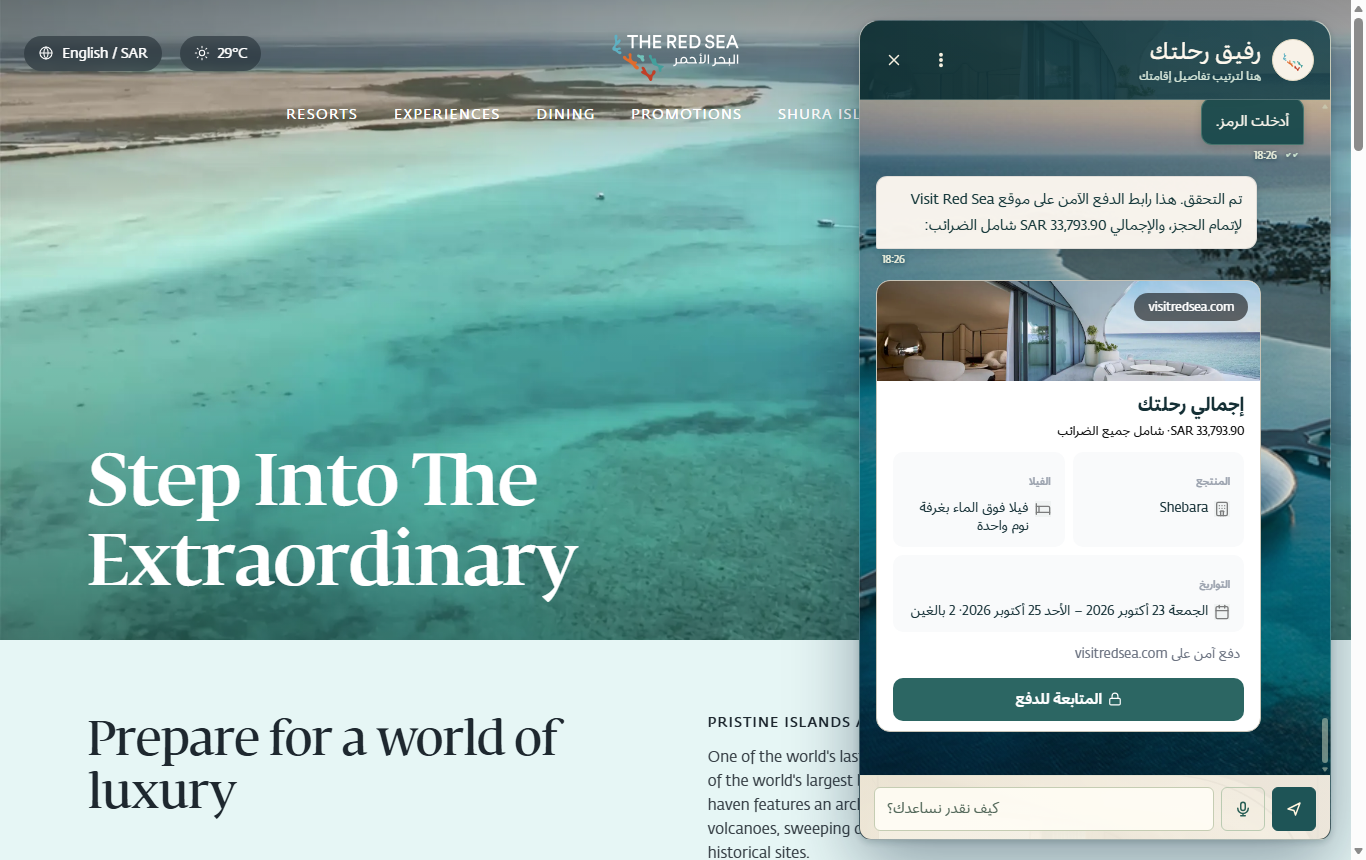 English / SAR
29°C
THE RED SEA
البحر الأحمر
RESORTS
EXPERIENCES
DINING
PROMOTIONS
SHURA ISL
Step Into The
Extraordinary
Prepare for a world of
luxury
PRISTINE ISLANDS
One of the world's las
of the world's largest
haven features an arc
volcanoes, sweeping
historical sites.
رفيق رحلتك
هنا لترتيب تفاصيل إقامتك
أدخلت الرمز.
18:26
تم التحقق. هذا رابط الدفع الآمن على موقع Visit Red Sea
لإتمام الحجز، والإجمالي SAR 33,793.90 شامل الضرائب:
18:26
visitredsea.com
إجمالي رحلتك
SAR 33,793.90 · شامل جميع الضرائب
المنتجع
Shebara
الفيلا
فيلا فوق الماء بغرفة
نوم واحدة
التواريخ
الجمعة 23 أكتوبر 2026 – الأحد 25 أكتوبر 2026 · 2 بالغين
دفع آمن على visitredsea.com
المتابعة للدفع
كيف نقدر نساعدك؟